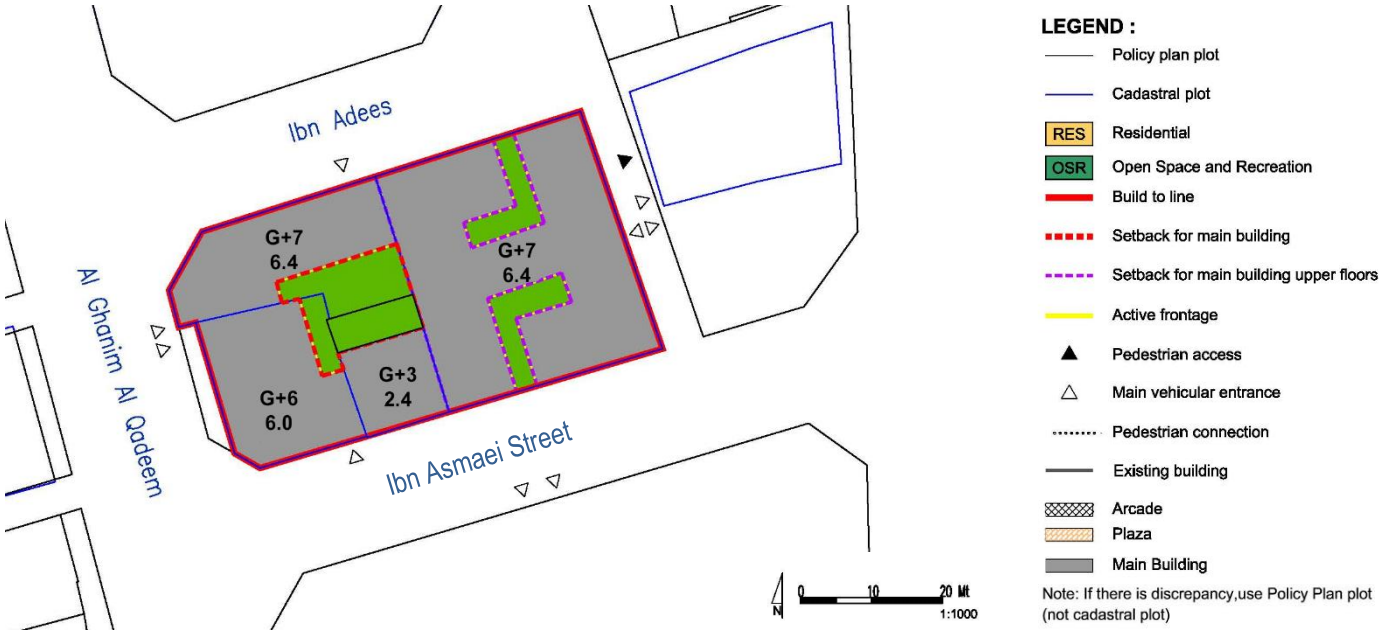 Ibn Adees
G+7
6.4
G+7
6.4
Al Ghanim Al Qadeem
G+6
6.0
G+3
2.4
Ibn Asmaei Street
N
0 10 20 Mt
1:1000
LEGEND :
Policy plan plot
Cadastral plot
RES Residential
OSR Open Space and Recreation
Build to line
Setback for main building
Setback for main building upper floors
Active frontage
Pedestrian access
Main vehicular entrance
Pedestrian connection
Existing building
Arcade
Plaza
Main Building
Note: If there is discrepancy,use Policy Plan plot
(not cadastral plot)